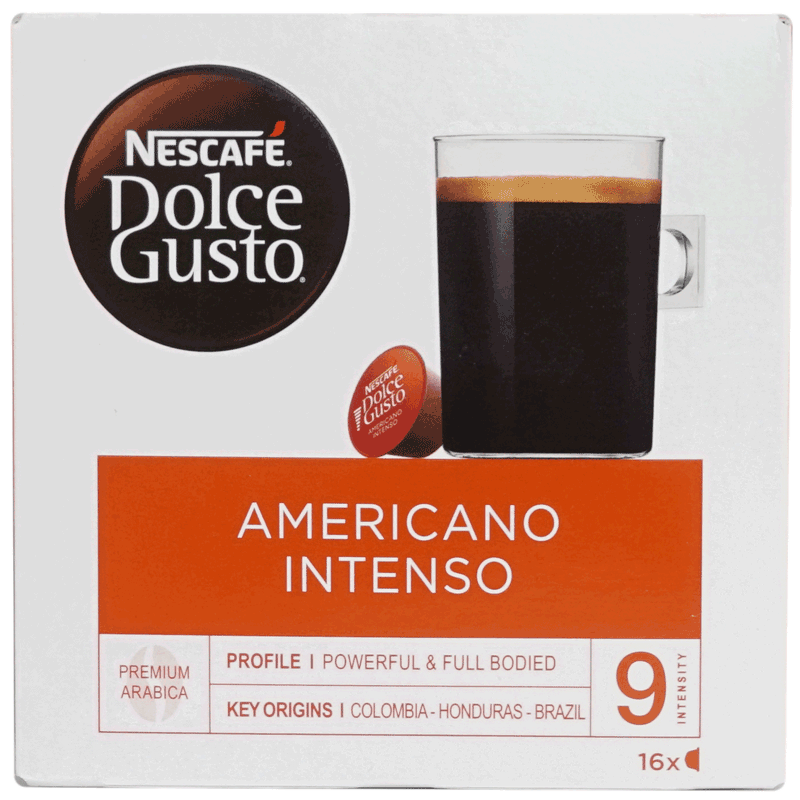 NESCAFÉ®
Dolce
Gusto®
NESCAFÉ
Dolce
Gusto
AMERICANO
INTENSO
AMERICANO
INTENSO
PREMIUM
ARABICA
PROFILE | POWERFUL & FULL BODIED
KEY ORIGINS | COLOMBIA - HONDURAS - BRAZIL
9
INTENSITY
16x